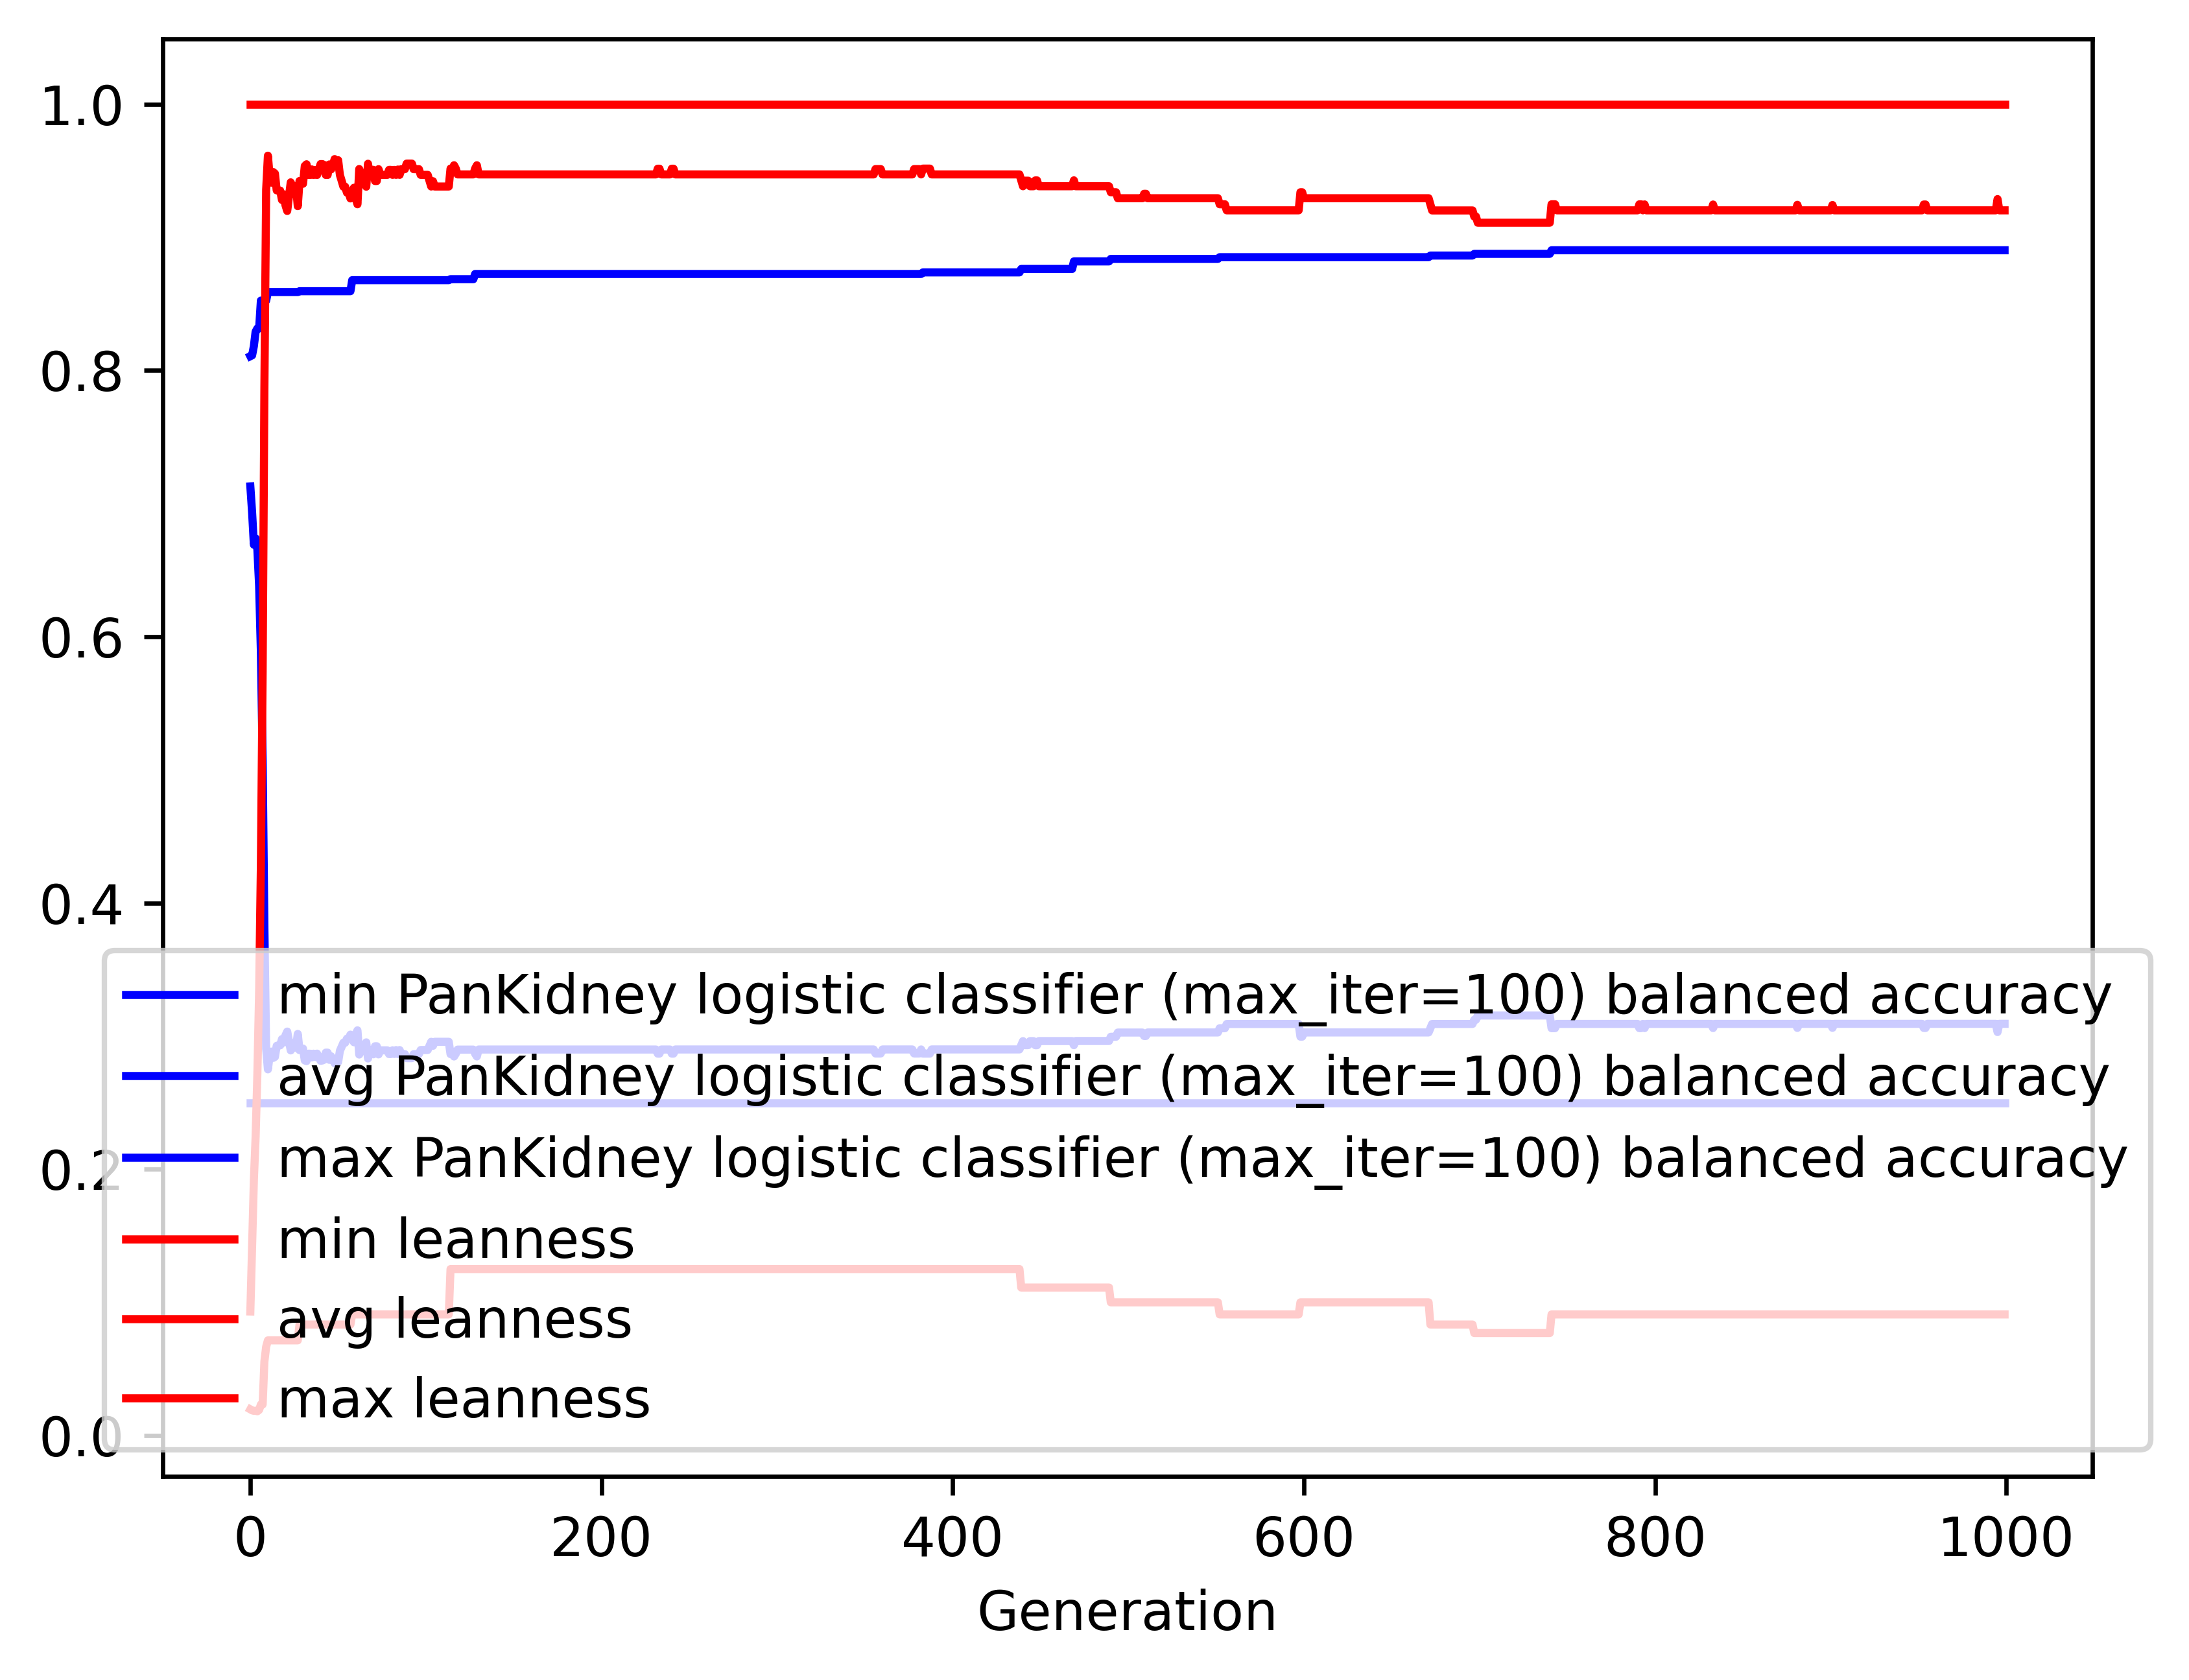 1.0
0.8
0.6
0.4
0.2
0.0
min PanKidney logistic classifier (max_iter=100) balanced accuracy
avg PanKidney logistic classifier (max_iter=100) balanced accuracy
max PanKidney logistic classifier (max_iter=100) balanced accuracy
min leanness
avg leanness
max leanness
0 200 400 600 800 1000
Generation